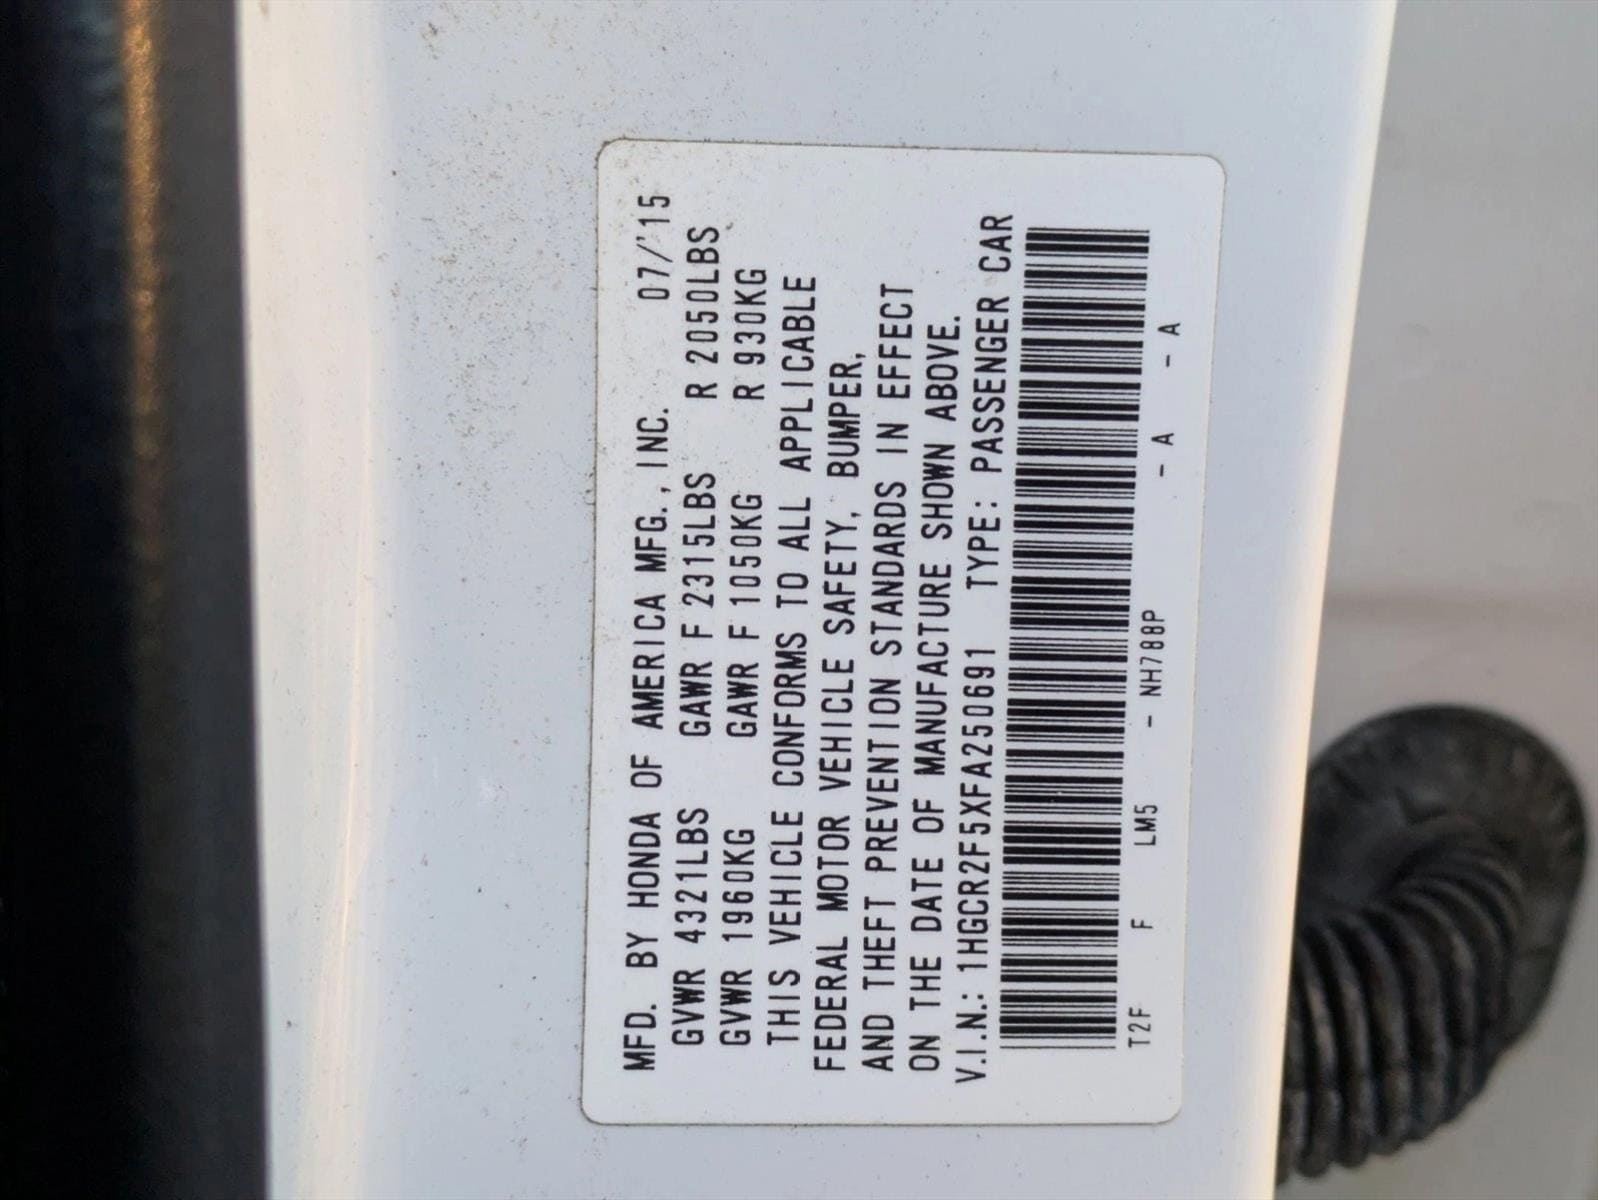 MFD. BY HONDA OF AMERICA MFG., INC. 07/'15
GVWR 4321LBS GAWR F 2315LBS R 2050LBS
GVWR 1960KG GAWR F 1050KG R 930KG
THIS VEHICLE CONFORMS TO ALL APPLICABLE
FEDERAL MOTOR VEHICLE SAFETY, BUMPER,
AND THEFT PREVENTION STANDARDS IN EFFECT
ON THE DATE OF MANUFACTURE SHOWN ABOVE.
V.I.N.: 1HGCR2F5XFA250691 TYPE: PASSENGER CAR
T2F F LM5 - NH788P - A - A